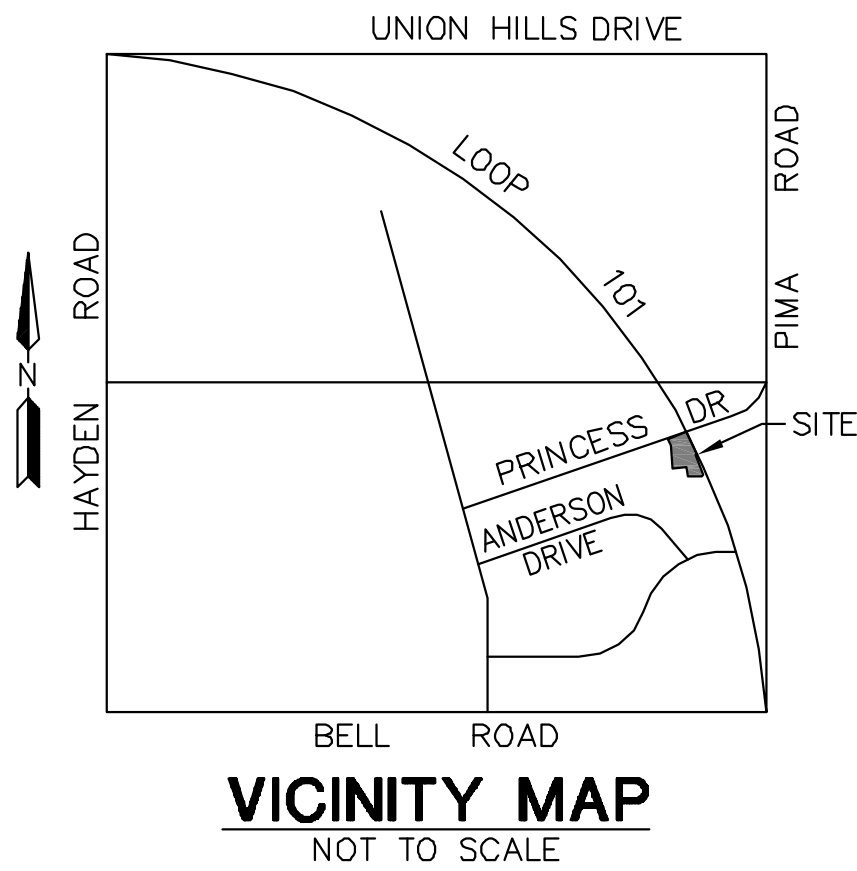 UNION HILLS DRIVE
LOOP 101
PIMA ROAD
HAYDEN ROAD
N
PRINCESS DR
SITE
ANDERSON
DRIVE
BELL ROAD
VICINITY MAP
NOT TO SCALE